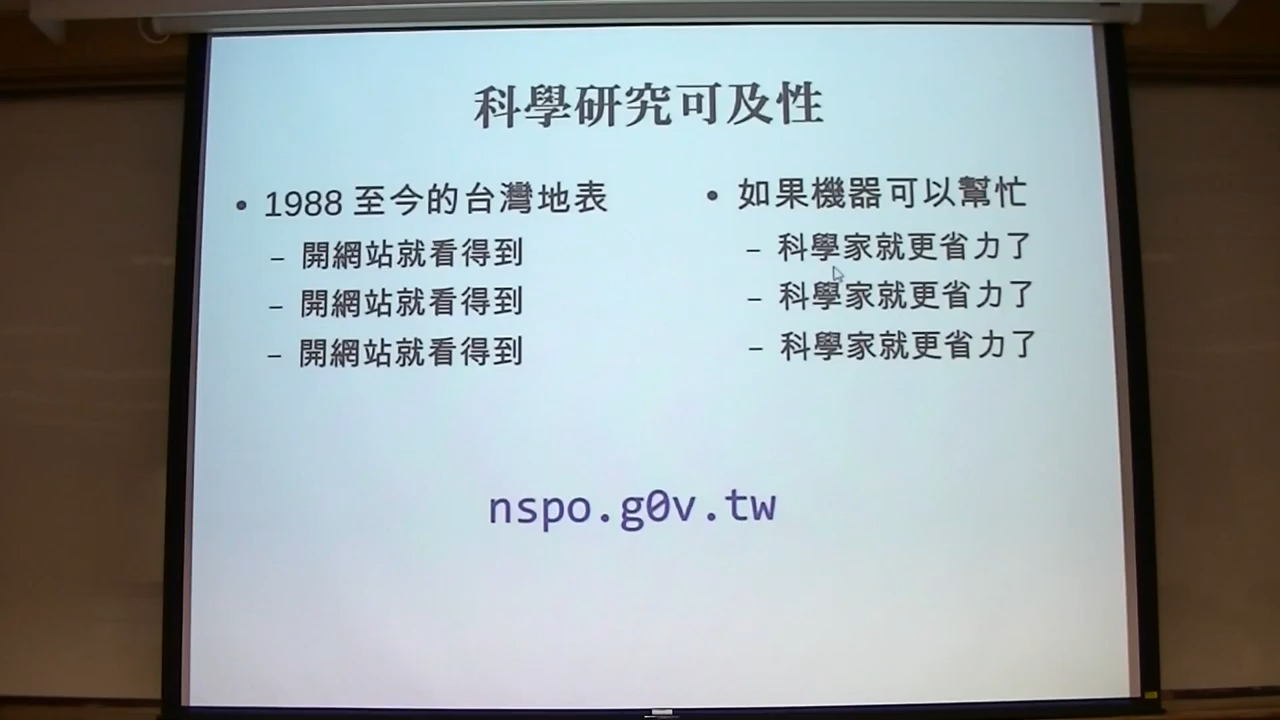 科學研究可及性
• 1988 至今的台灣地表
– 開網站就看得到
– 開網站就看得到
– 開網站就看得到
• 如果機器可以幫忙
– 科學家就更省力了
– 科學家就更省力了
– 科學家就更省力了
nspo.g0v.tw